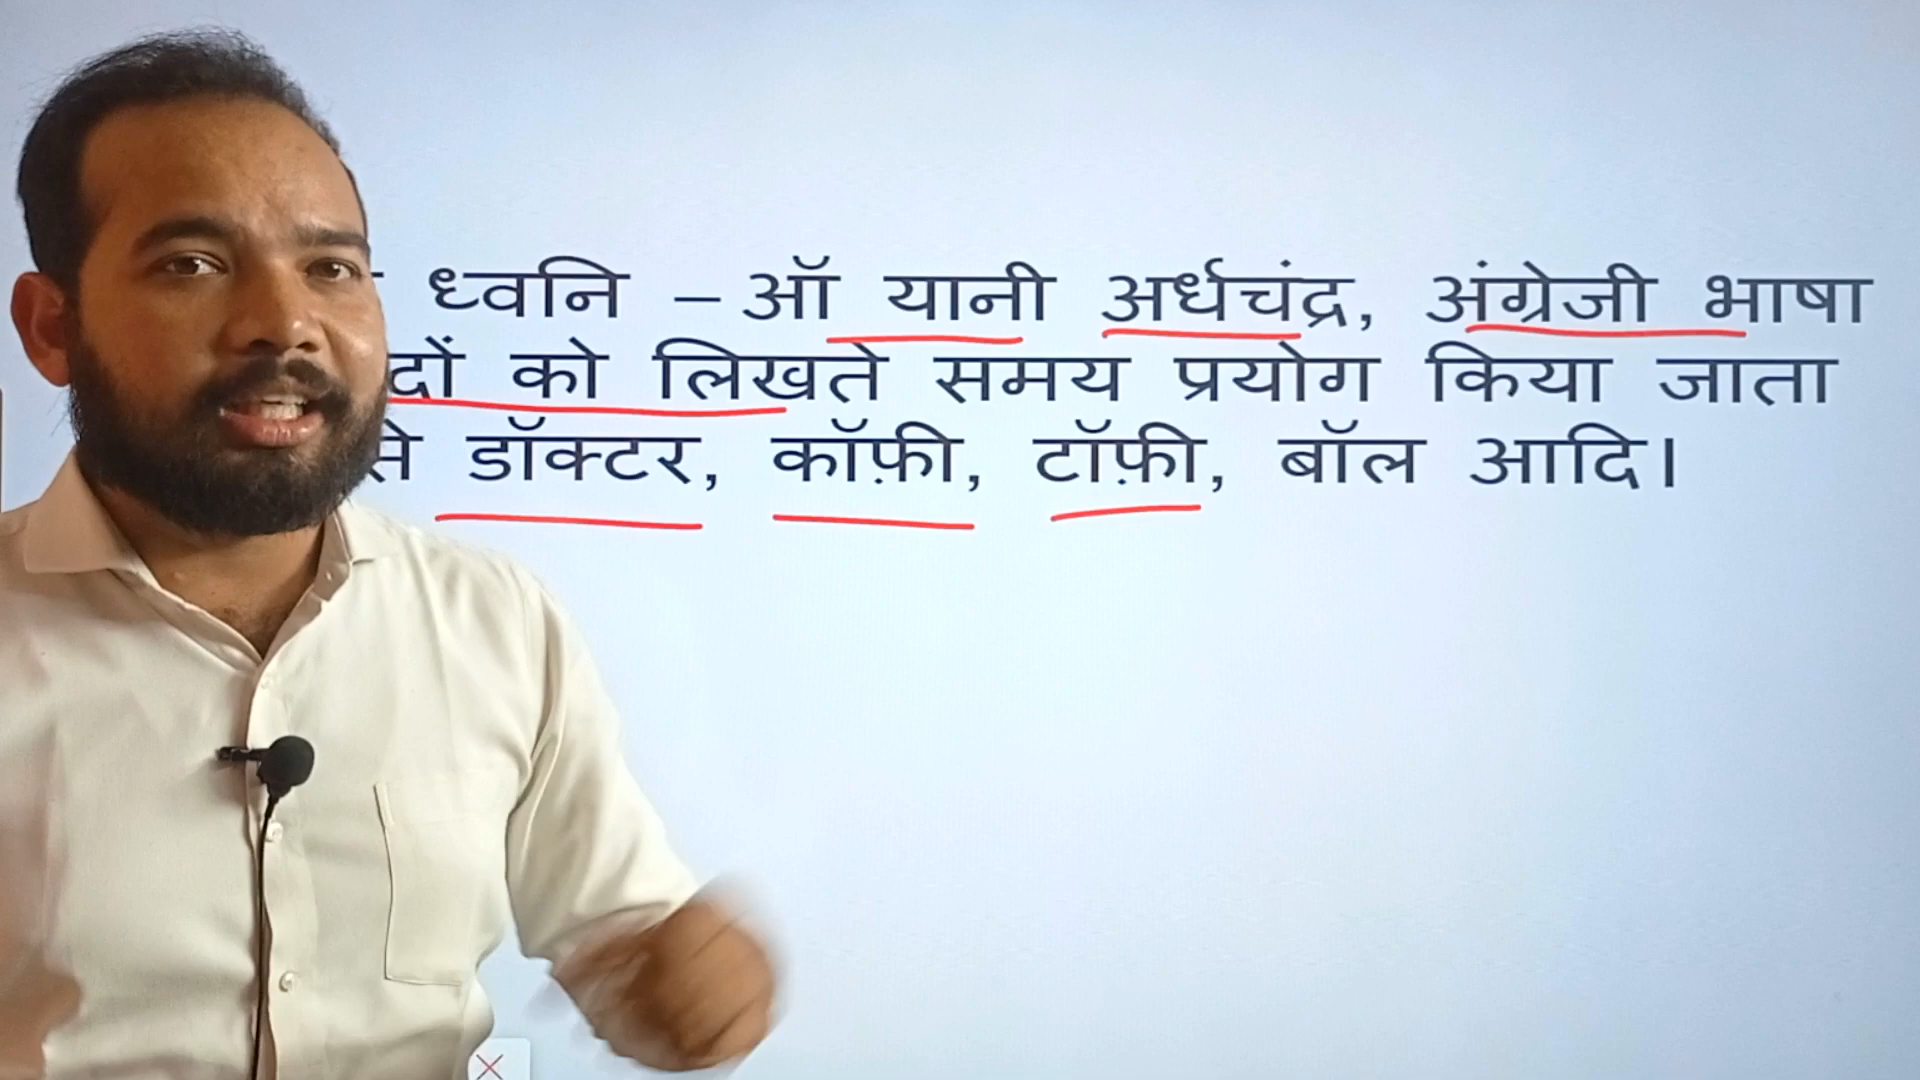 ध्वनि – ऑ यानी अर्धचंद्र, अंग्रेजी भाषा
को लिखते समय प्रयोग किया जाता
डॉक्टर, कॉफ़ी, टॉफ़ी, बॉल आदि।